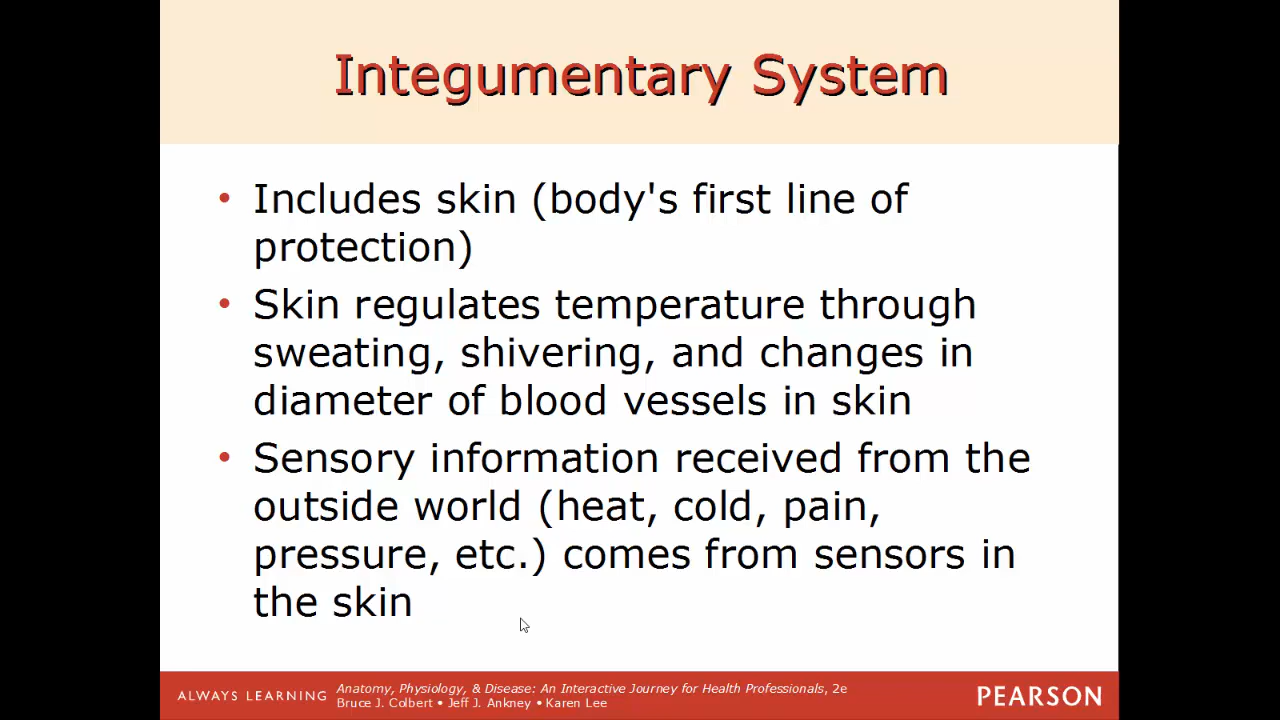 Integumentary System
• Includes skin (body's first line of
protection)
• Skin regulates temperature through
sweating, shivering, and changes in
diameter of blood vessels in skin
• Sensory information received from the
outside world (heat, cold, pain,
pressure, etc.) comes from sensors in
the skin
ALWAYS LEARNING
Anatomy, Physiology, & Disease: An Interactive Journey for Health Professionals, 2e
Bruce J. Colbert • Jeff J. Ankney • Karen Lee
PEARSON